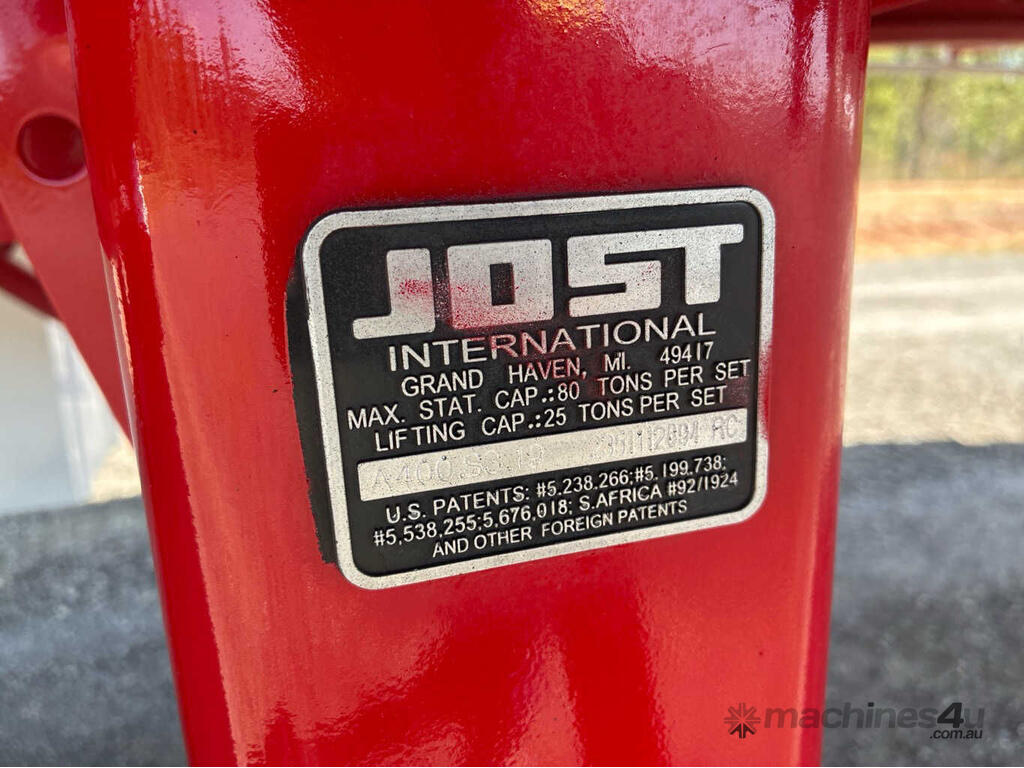 JOST
INTERNATIONAL
GRAND HAVEN, MI. 49417
MAX. STAT. CAP.:80 TONS PER SET
LIFTING CAP.:25 TONS PER SET
A400 RC
U.S. PATENTS: #5.238.266;#5.199.738;
#5,538,255;5,676,018; S.AFRICA #92/1924
AND OTHER FOREIGN PATENTS
machines4u
.com.au